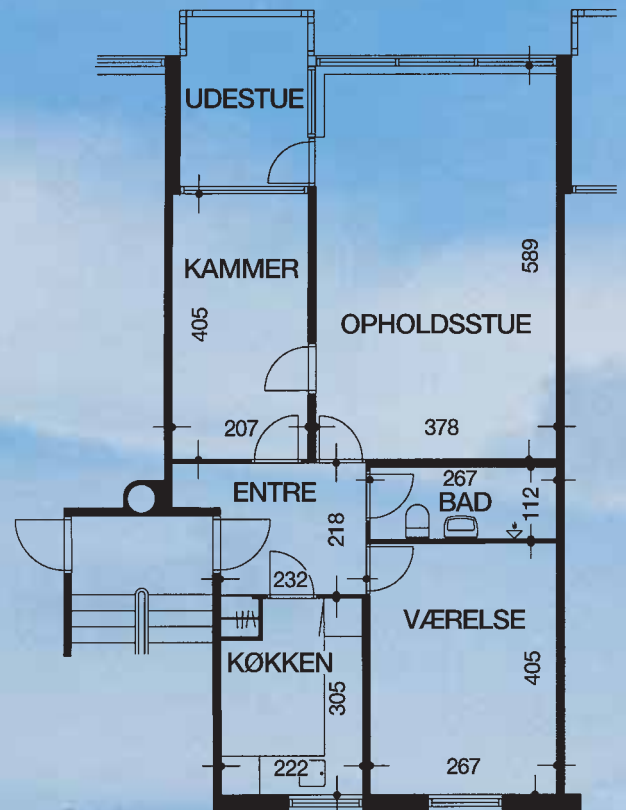 UDESTUE
KAMMER
589
405
OPHOLDSSTUE
207
378
ENTRE
267
BAD
112
218
232
VÆRELSE
KØKKEN
305
405
222
267